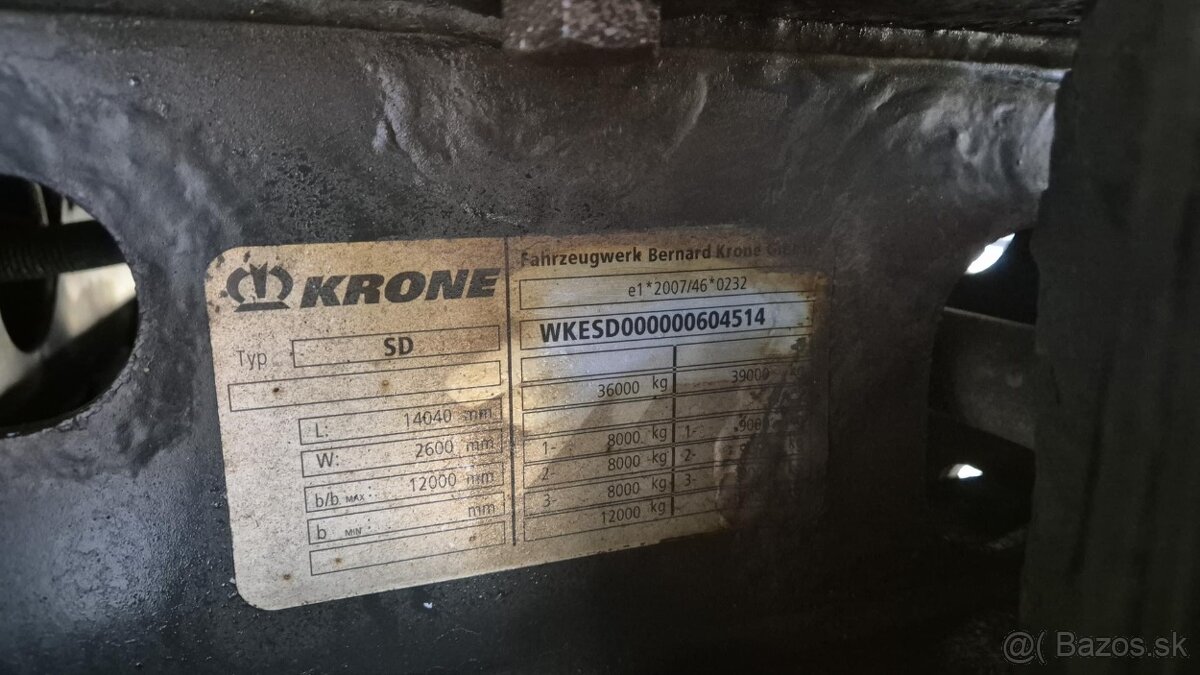 KRONE
Typ SD
L: 14040 mm
W: 2600 mm
b/b MAX: 12000 mm
b MIN: mm
Fahrzeugwerk Bernard Krone
e1*2007/46*0232
WKESD000000604514
36000 kg 39000
1- 8000 kg 1-
2 8000 kg 2-
3 8000 kg 3-
12000 kg
@( Bazos.sk